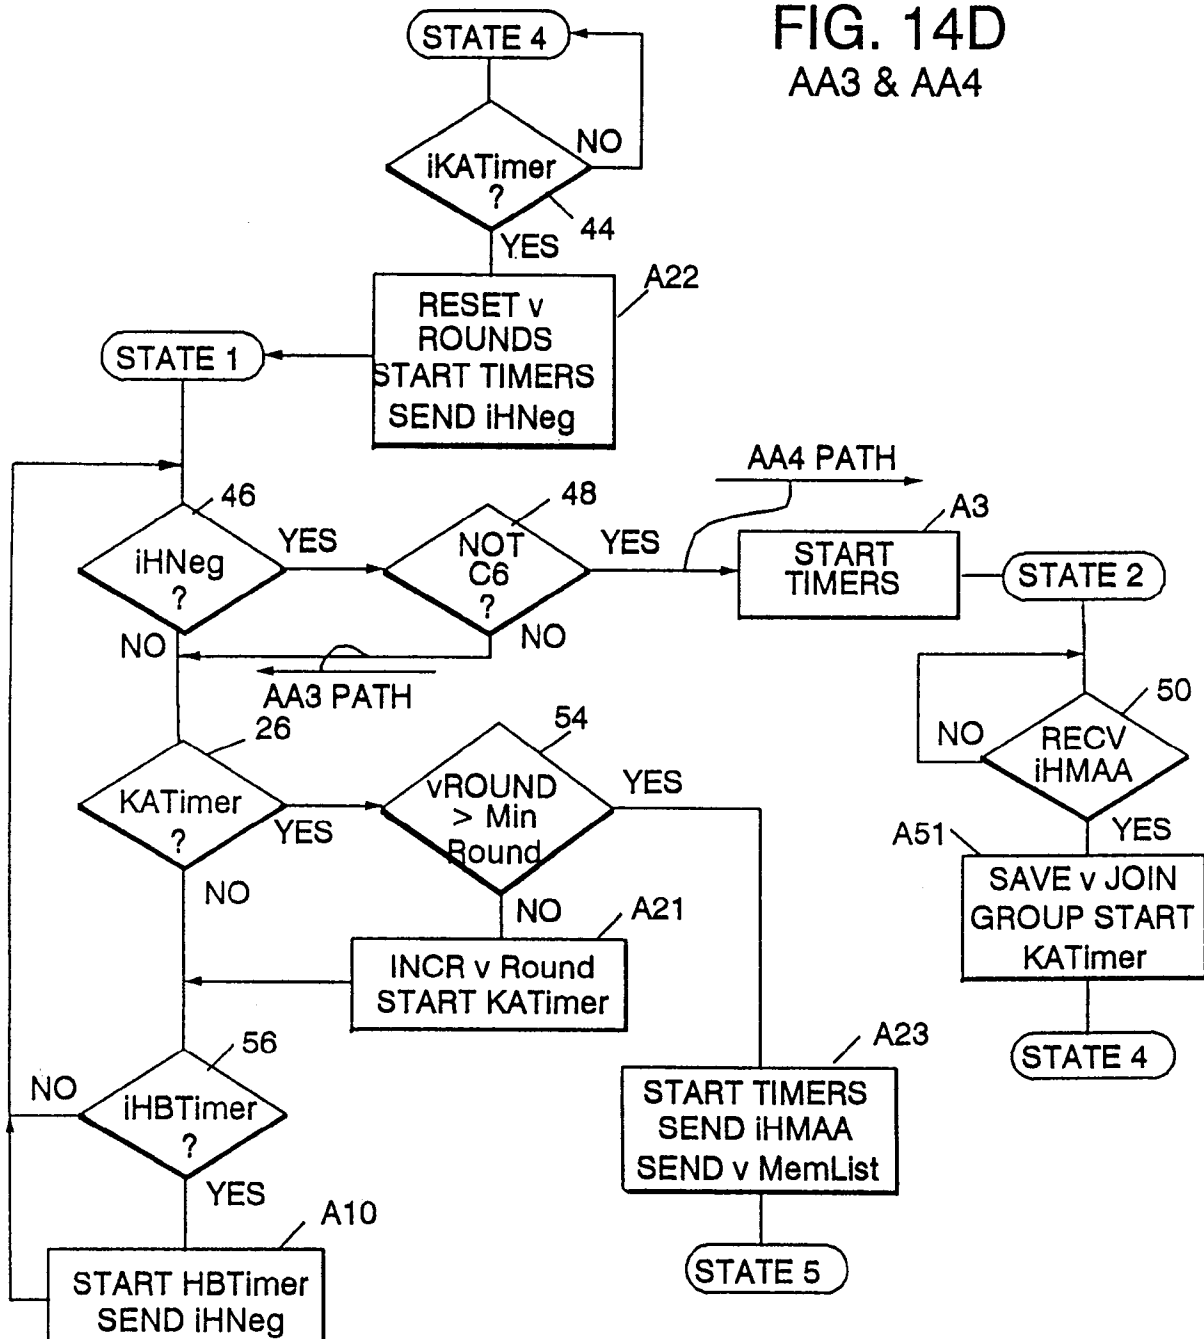 FIG. 14D
AA3 & AA4
STATE 4
iKATimer
?
NO
44
YES
A22
RESET v
ROUNDS
START TIMERS
SEND iHNeg
STATE 1
AA4 PATH
46
iHNeg
?
YES
NO
48
NOT
C6
?
YES
NO
A3
START
TIMERS
STATE 2
AA3 PATH
50
RECV
iHMAA
NO
YES
26
KATimer
?
YES
NO
54
vROUND
> Min
Round
YES
NO
A51
SAVE v JOIN
GROUP START
KATimer
STATE 4
A21
INCR v Round
START KATimer
56
iHBTimer
?
NO
YES
A23
START TIMERS
SEND iHMAA
SEND v MemList
STATE 5
A10
START HBTimer
SEND iHNeg